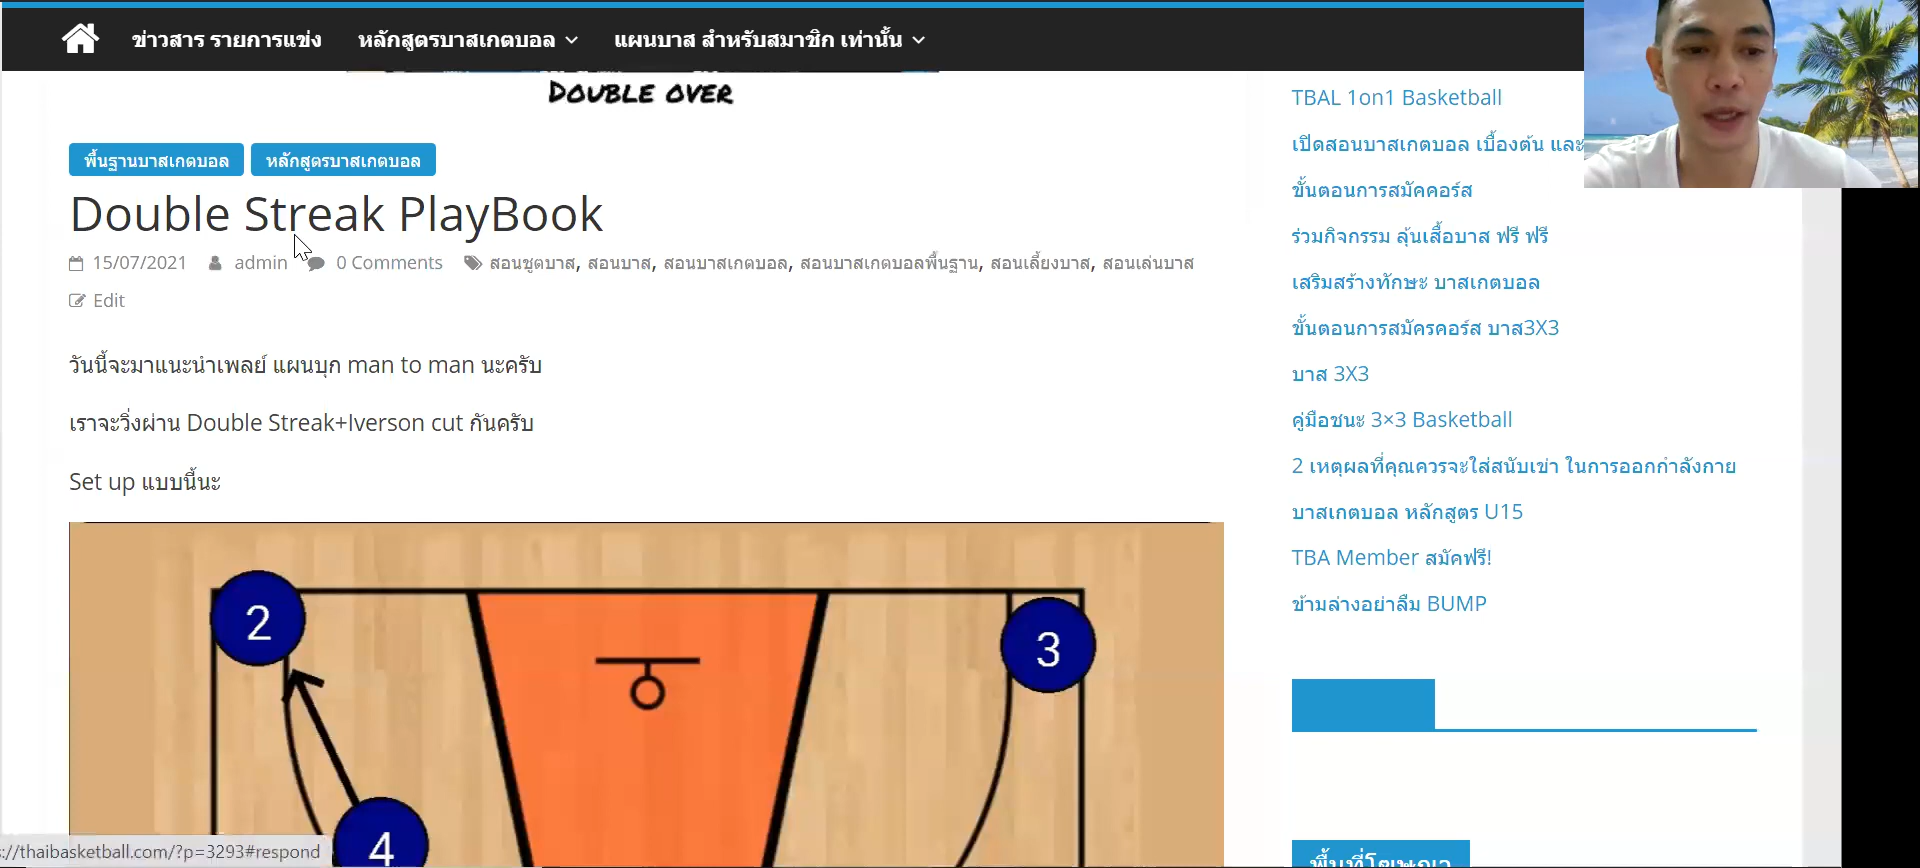 ข่าวสาร รายการแข่ง หลักสูตรบาสเกตบอล แผนบาส สำหรับสมาชิก เท่านั้น
DOUBLE OVER
พื้นฐานบาสเกตบอล หลักสูตรบาสเกตบอล
Double Streak PlayBook
15/07/2021 admin 0 Comments สอนชูตบาส, สอนบาส, สอนบาสเกตบอล, สอนบาสเกตบอลพื้นฐาน, สอนเลี้ยงบาส, สอนเล่นบาส
Edit
วันนี้จะมาแนะนำเพลย์ แผนบุก man to man นะครับ
เราจะวิ่งผ่าน Double Streak+Iverson cut กันครับ
Set up แบบนี้นะ
2
3
4
://thaibasketball.com/?p=3293#respond
TBAL 1on1 Basketball
เปิดสอนบาสเกตบอล เบื้องต้น และ
ขั้นตอนการสมัคคอร์ส
ร่วมกิจกรรม ลุ้นเสื้อบาส ฟรี ฟรี
เสริมสร้างทักษะ บาสเกตบอล
ขั้นตอนการสมัครคอร์ส บาส3X3
บาส 3X3
คู่มือชนะ 3×3 Basketball
2 เหตุผลที่คุณควรจะใส่สนับเข่า ในการออกกำลังกาย
บาสเกตบอล หลักสูตร U15
TBA Member สมัคฟรี!
ข้ามล่างอย่าลืม BUMP